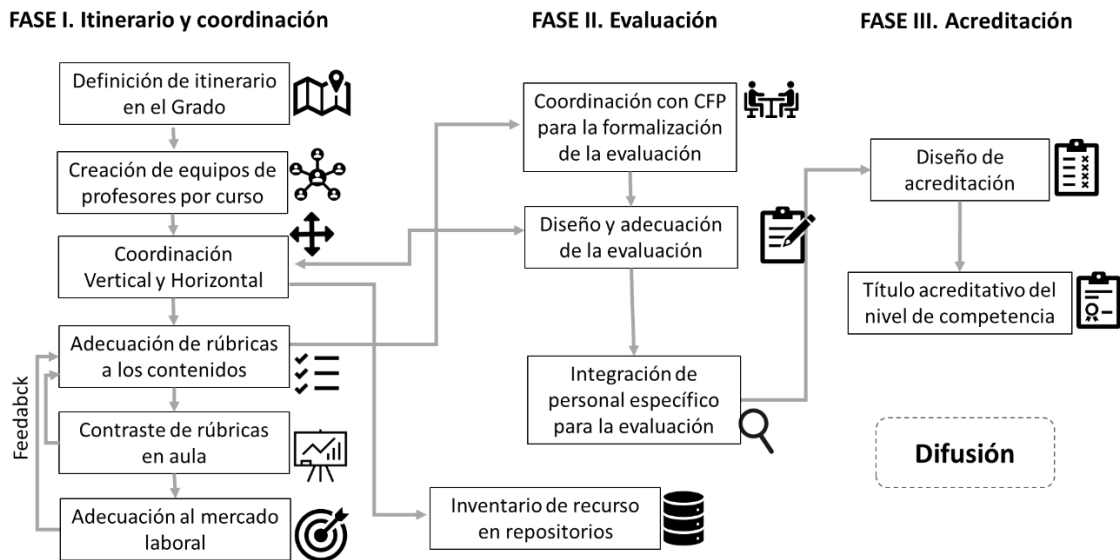 FASE I. Itinerario y coordinación
Definición de itinerario
en el Grado
Creación de equipos de
profesores por curso
Coordinación
Vertical y Horizontal
Adecuación de rúbricas
a los contenidos
Contraste de rúbricas
en aula
Adecuación al mercado
laboral
Feedabck
FASE II. Evaluación
Coordinación con CFP
para la formalización
de la evaluación
Diseño y adecuación
de la evaluación
Integración de
personal específico
para la evaluación
Inventario de recurso
en repositorios
FASE III. Acreditación
Diseño de
acreditación
Título acreditativo del
nivel de competencia
Difusión